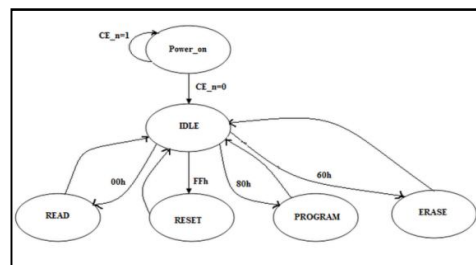 CE_n=1
Power_on
CE_n=0
IDLE
00h
FFh
80h
60h
READ
RESET
PROGRAM
ERASE